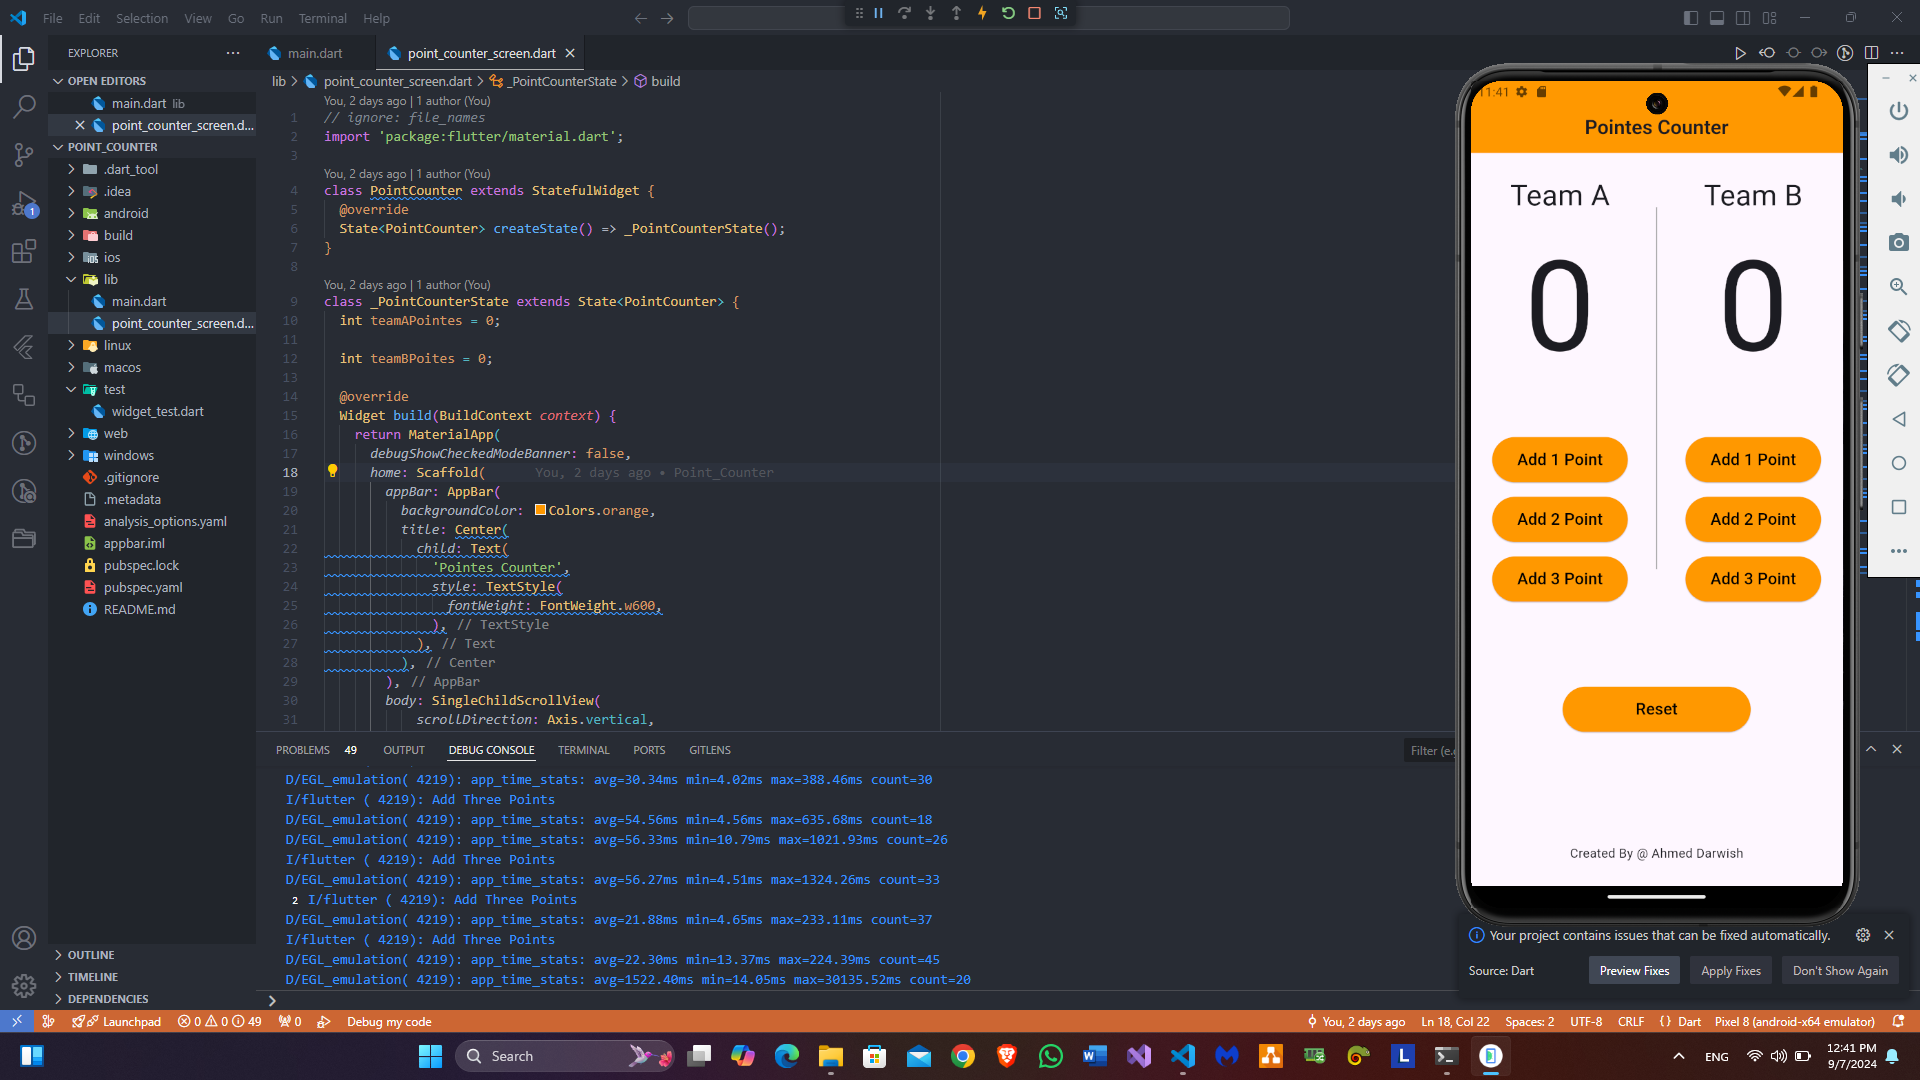 File Edit Selection View Go Run Terminal Help
EXPLORER
OPEN EDITORS
main.dart lib
point_counter_screen.d...
POINT_COUNTER
.dart_tool
.idea
android
build
ios
lib
main.dart
point_counter_screen.d...
linux
macos
test
widget_test.dart
web
windows
.gitignore
.metadata
analysis_options.yaml
appbar.iml
pubspec.lock
pubspec.yaml
README.md
OUTLINE
TIMELINE
DEPENDENCIES
1
main.dart
point_counter_screen.dart
lib > point_counter_screen.dart > _PointCounterState > build
You, 2 days ago | 1 author (You)
1 // ignore: file_names
2 import 'package:flutter/material.dart';
3
You, 2 days ago | 1 author (You)
4 class PointCounter extends StatefulWidget {
5 @override
6 State<PointCounter> createState() => _PointCounterState();
7 }
8
You, 2 days ago | 1 author (You)
9 class _PointCounterState extends State<PointCounter> {
10 int teamAPointes = 0;
11
12 int teamBPoites = 0;
13
14 @override
15 Widget build(BuildContext context) {
16 return MaterialApp(
17 debugShowCheckedModeBanner: false,
18 home: Scaffold( You, 2 days ago • Point_Counter
19 appBar: AppBar(
20 backgroundColor: Colors.orange,
21 title: Center(
22 child: Text(
23 'Pointes Counter',
24 style: TextStyle(
25 fontWeight: FontWeight.w600,
26 ), // TextStyle
27 ), // Text
28 ), // Center
29 ), // AppBar
30 body: SingleChildScrollView(
31 scrollDirection: Axis.vertical,
PROBLEMS 49 OUTPUT DEBUG CONSOLE TERMINAL PORTS GITLENS
Filter (e.g
D/EGL_emulation( 4219): app_time_stats: avg=30.34ms min=4.02ms max=388.46ms count=30
I/flutter ( 4219): Add Three Points
D/EGL_emulation( 4219): app_time_stats: avg=54.56ms min=4.56ms max=635.68ms count=18
D/EGL_emulation( 4219): app_time_stats: avg=56.33ms min=10.79ms max=1021.93ms count=26
I/flutter ( 4219): Add Three Points
D/EGL_emulation( 4219): app_time_stats: avg=56.27ms min=4.51ms max=1324.26ms count=33
2 I/flutter ( 4219): Add Three Points
D/EGL_emulation( 4219): app_time_stats: avg=21.88ms min=4.65ms max=233.11ms count=37
I/flutter ( 4219): Add Three Points
D/EGL_emulation( 4219): app_time_stats: avg=22.30ms min=13.37ms max=224.39ms count=45
D/EGL_emulation( 4219): app_time_stats: avg=1522.40ms min=14.05ms max=30135.52ms count=20
11:41
Pointes Counter
Team A Team B
0 0
Add 1 Point Add 1 Point
Add 2 Point Add 2 Point
Add 3 Point Add 3 Point
Reset
Created By @ Ahmed Darwish
Your project contains issues that can be fixed automatically.
Source: Dart Preview Fixes Apply Fixes Don't Show Again
Launchpad 0 0 49 0 Debug my code You, 2 days ago Ln 18, Col 22 Spaces: 2 UTF-8 CRLF {} Dart Pixel 8 (android-x64 emulator)
Search
ENG
12:41 PM
9/7/2024